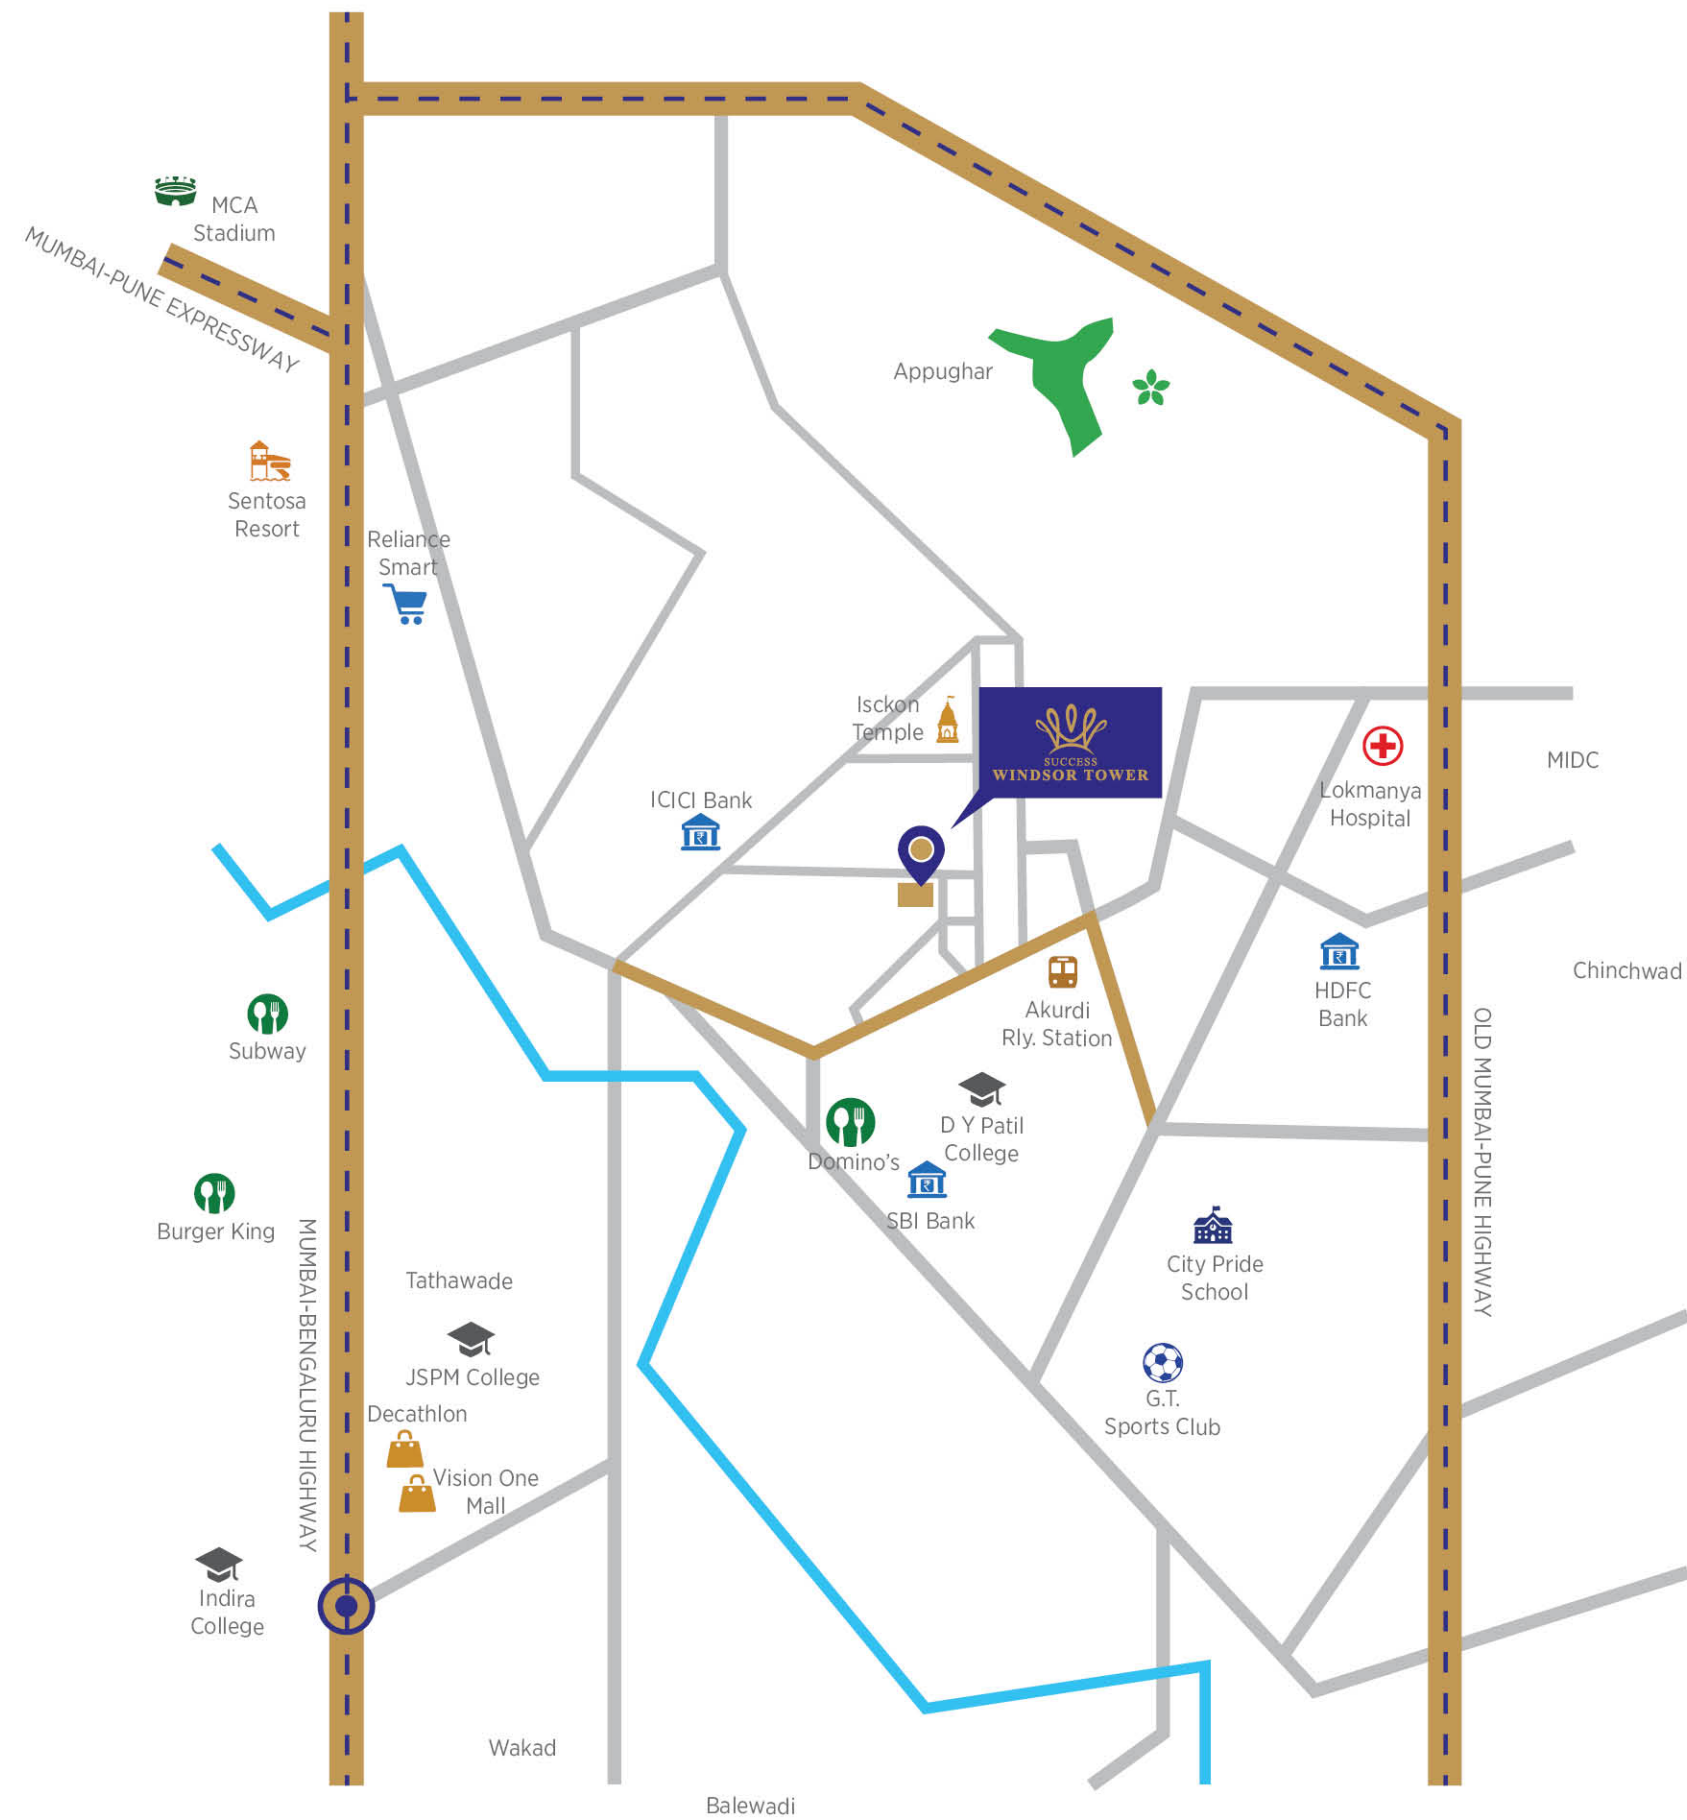 MCA
Stadium
MUMBAI-PUNE EXPRESSWAY
Appughar
Sentosa
Resort
Reliance
Smart
Isckon
Temple
SUCCESS
WINDSOR TOWER
MIDC
Lokmanya
Hospital
ICICI Bank
Chinchwad
HDFC
Bank
Akurdi
Rly. Station
Subway
OLD MUMBAI-PUNE HIGHWAY
D Y Patil
College
Domino's
SBI Bank
Burger King
MUMBAI-BENGALURU HIGHWAY
City Pride
School
Tathawade
JSPM College
G.T.
Sports Club
Decathlon
Vision One
Mall
Indira
College
Wakad
Balewadi